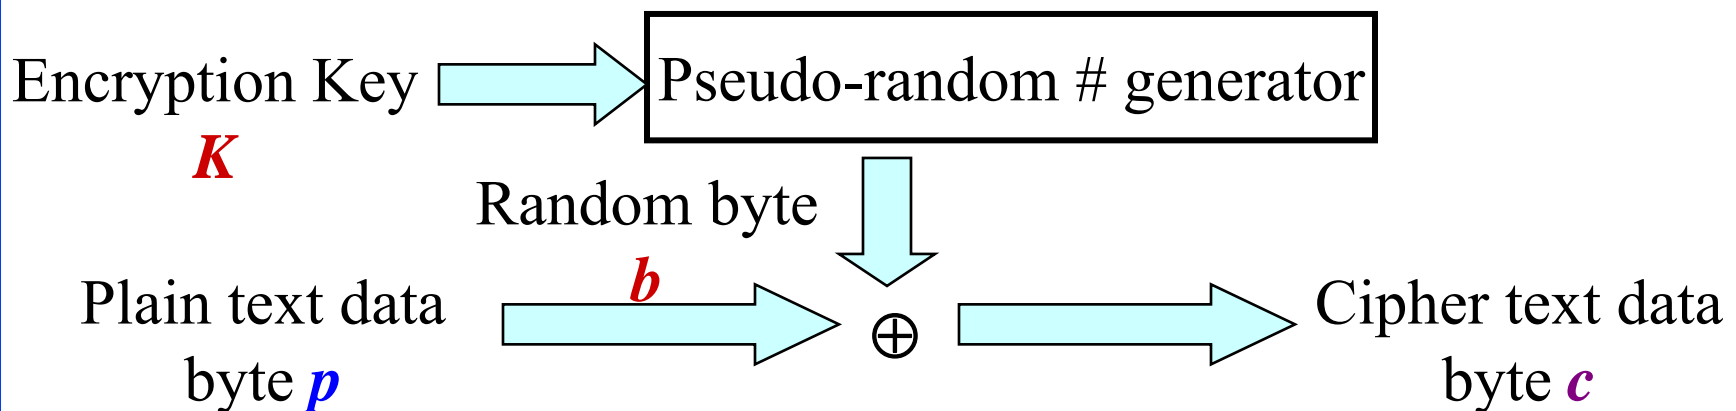 Encryption Key
K
Pseudo-random # generator
Random byte
b
Plain text data
byte p
⊕
Cipher text data
byte c